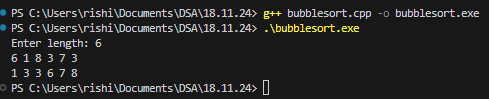 PS C:\Users\rishi\Documents\DSA\18.11.24> g++ bubblesort.cpp -o bubblesort.exe
PS C:\Users\rishi\Documents\DSA\18.11.24> .\bubblesort.exe
Enter length: 6
6 1 8 3 7 3
1 3 3 6 7 8
PS C:\Users\rishi\Documents\DSA\18.11.24>